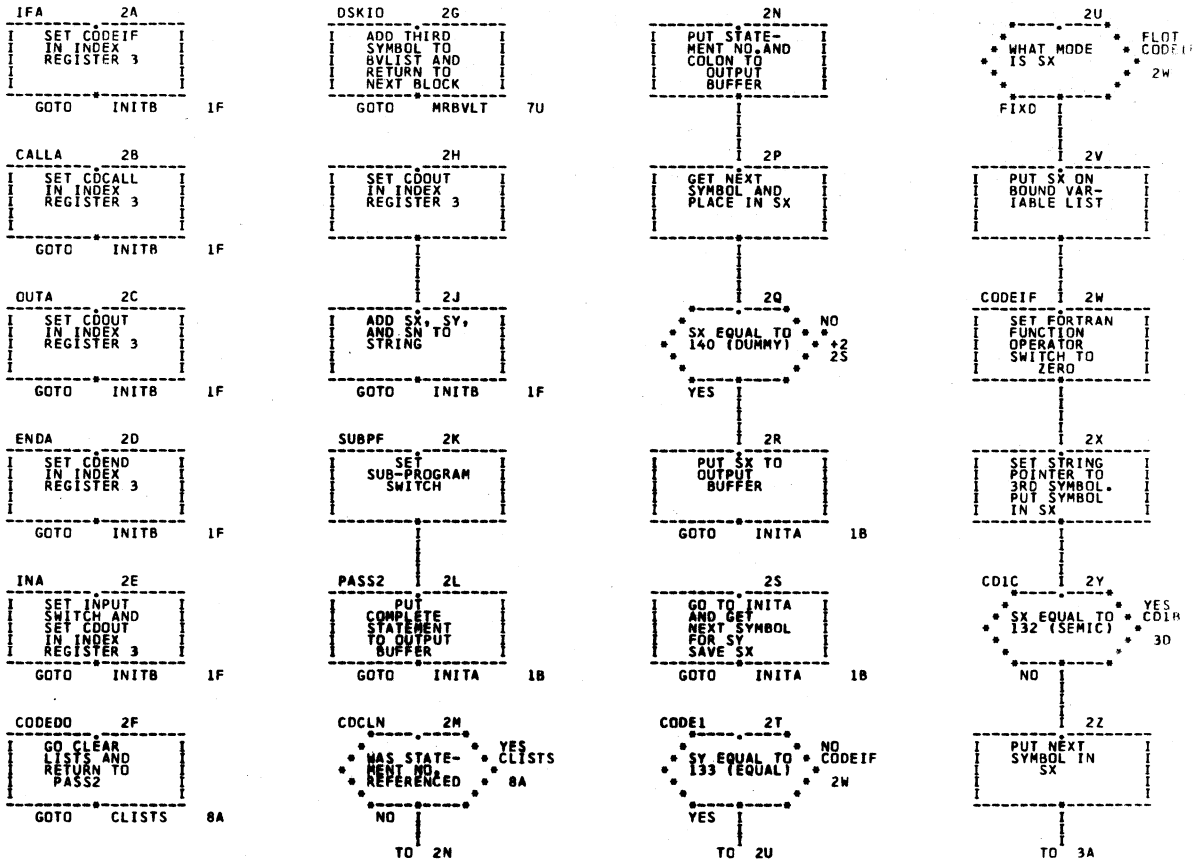 IFA 2A
SET CODEIF
IN INDEX
REGISTER 3
GOTO INITB 1F
CALLA 2B
SET CDCALL
IN INDEX
REGISTER 3
GOTO INITB 1F
OUTA 2C
SET CDOUT
IN INDEX
REGISTER 3
GOTO INITB 1F
ENDA 2D
SET CDEND
IN INDEX
REGISTER 3
GOTO INITB 1F
INA 2E
SET INPUT
SWITCH AND
SET CDOUT
IN INDEX
REGISTER 3
GOTO INITB 1F
CODEDO 2F
GO CLEAR
LISTS AND
RETURN TO
PASS2
GOTO CLISTS 8A
DSKIO 2G
ADD THIRD
SYMBOL TO
BVLIST AND
RETURN TO
NEXT BLOCK
GOTO MRBVLT 7U
2H
SET CDOUT
IN INDEX
REGISTER 3
2J
ADD SX, SY,
AND SN TO
STRING
GOTO INITB 1F
SUBPF 2K
SET
SUB-PROGRAM
SWITCH
PASS2 2L
PUT
COMPLETE
STATEMENT
TO OUTPUT
BUFFER
GOTO INITA 1B
CDCLN 2M
WAS STATE-
MENT NO.
REFERENCED
YES
CLISTS
8A
NO
TO 2N
2N
PUT STATE-
MENT NO.AND
COLON TO
OUTPUT
BUFFER
2P
GET NEXT
SYMBOL AND
PLACE IN SX
2Q
SX EQUAL TO
140 (DUMMY)
NO
+2
2S
YES
2R
PUT SX TO
OUTPUT
BUFFER
GOTO INITA 1B
2S
GO TO INITA
AND GET
NEXT SYMBOL
FOR SY
SAVE SX
GOTO INITA 1B
CODE1 2T
SY EQUAL TO
133 (EQUAL)
NO
CODEIF
2W
YES
TO 2U
2U
WHAT MODE
IS SX
FLOT
CODEIF
2W
FIXD
2V
PUT SX ON
BOUND VAR-
IABLE LIST
CODEIF 2W
SET FORTRAN
FUNCTION
OPERATOR
SWITCH TO
ZERO
2X
SET STRING
POINTER TO
3RD SYMBOL.
PUT SYMBOL
IN SX
CD1C 2Y
SX EQUAL TO
132 (SEMIC)
YES
CD1B
3D
NO
2Z
PUT NEXT
SYMBOL IN
SX
TO 3A